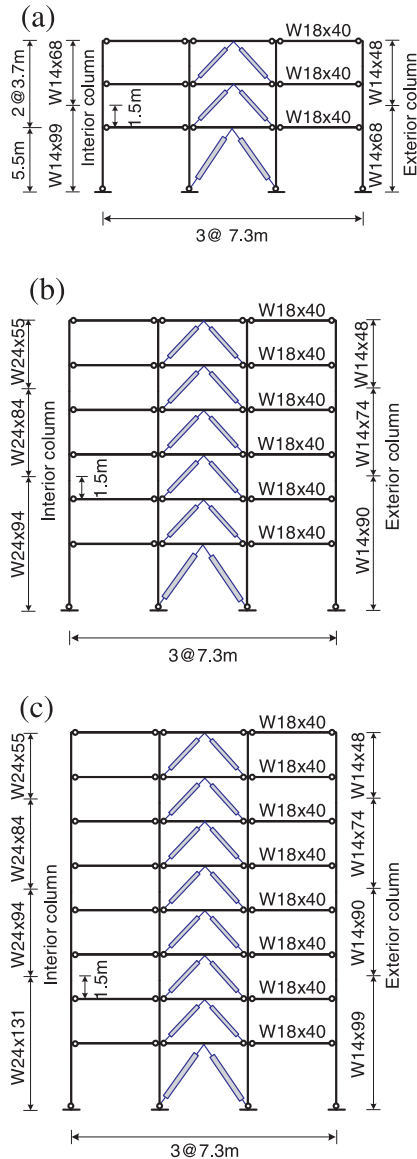 (a)
W18x40
W18x40
W18x40
2@3.7m
5.5m
W14x68
W14x99
Interior column
1.5m
W14x48
W14x68
Exterior column
3@ 7.3m
(b)
W18x40
W18x40
W18x40
W18x40
W18x40
W18x40
W24x55
W24x84
W24x94
Interior column
1.5m
W14x48
W14x74
W14x90
Exterior column
3@7.3m
(c)
W18x40
W18x40
W18x40
W18x40
W18x40
W18x40
W18x40
W18x40
W24x55
W24x84
W24x94
W24x131
Interior column
1.5m
W14x48
W14x74
W14x90
W14x99
Exterior column
3@7.3m